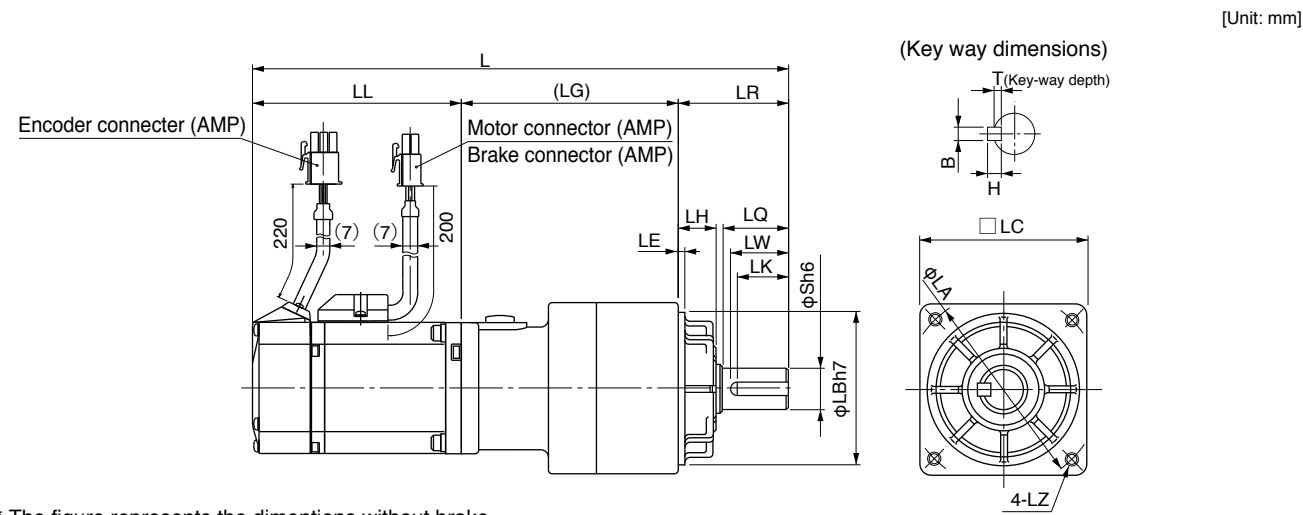 [Unit: mm]
(Key way dimensions)
T(Key-way depth)
L
LL
(LG)
LR
Encoder connecter (AMP)
Motor connector (AMP)
Brake connector (AMP)
B
H
220
(7)
(7)
200
LH
LQ
LE
LW
LK
φSh6
φLBh7
□LC
φLA
4-LZ
The figure represents the dimentions without brake